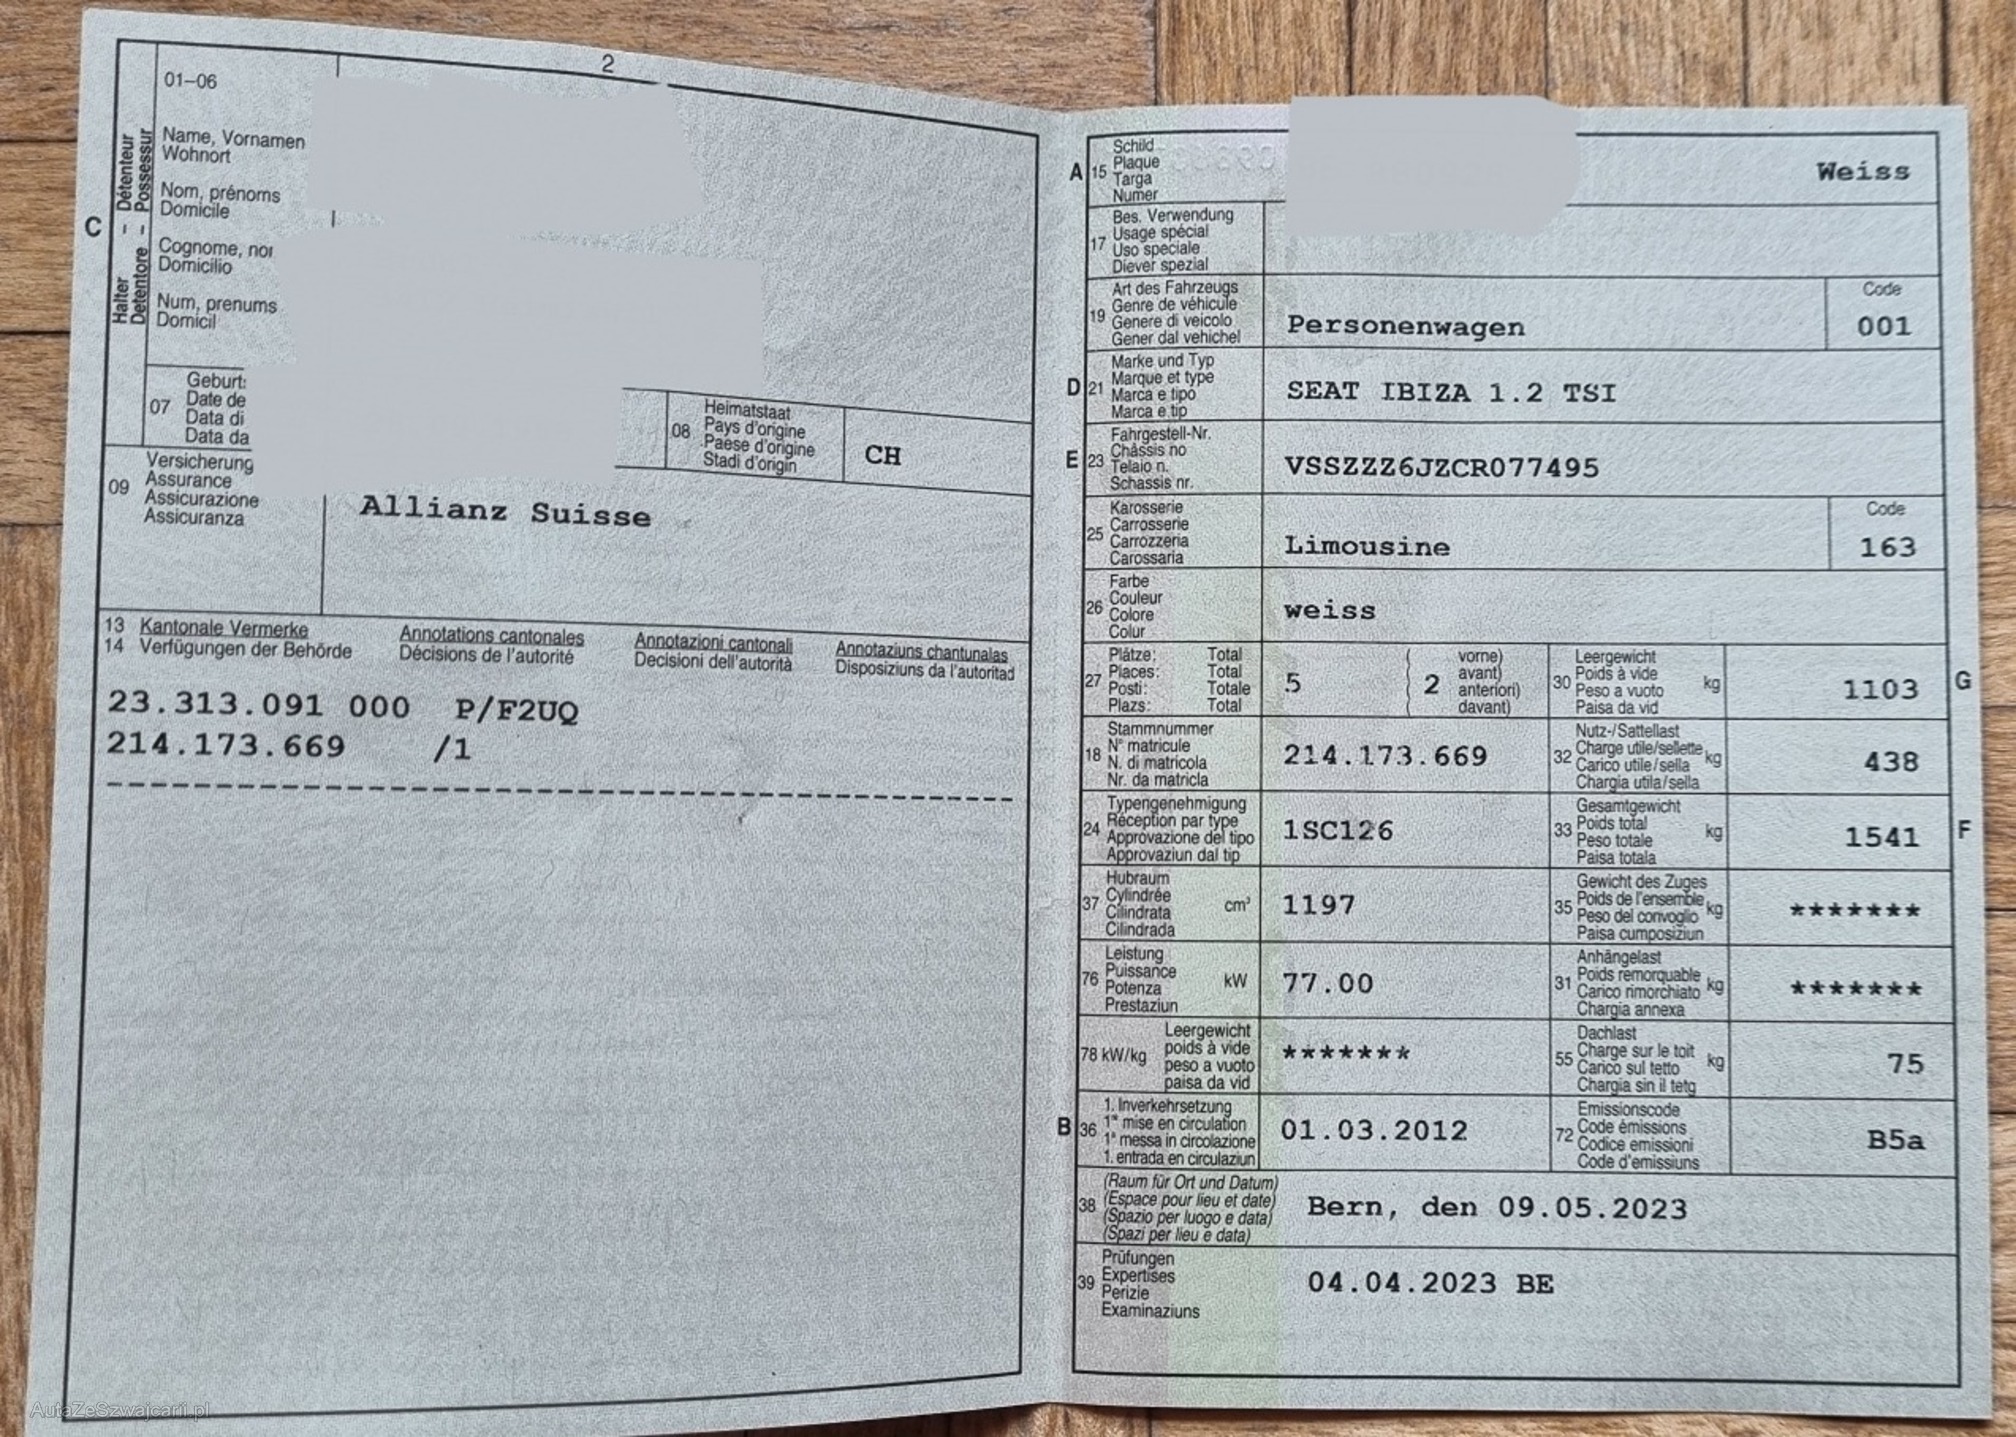 2
01–06
Name, Vornamen
Wohnort
Nom, prénoms
Domicile
Cognome,
Domicilio
Num, prenums
Domicil
C
Halter – Détenteur
Detentore – Possessur
07
Date de
Data di
Data da
08
Heimatstaat
Pays d'origine
Paese d'origine
Stadi d'origin
CH
09
Versicherung
Assurance
Assicurazione
Assicuranza
Allianz Suisse
13 Kantonale Vermerke Annotations cantonales Annotazioni cantonali Annotaziuns chantunalas
14 Verfügungen der Behörde Décisions de l'autorité Decisioni dell'autorità Disposiziuns da l'autoritad
23.313.091 000 P/F2UQ
214.173.669 /1
A 15
Schild
Plaque
Targa
Numer
Weiss
17
Bes. Verwendung
Usage spécial
Uso speciale
Diever spezial
19
Art des Fahrzeugs
Genre de véhicule
Genere di veicolo
Gener dal vehichel
Personenwagen
Code
001
D 21
Marke und Typ
Marque et type
Marca e tipo
Marca e tip
SEAT IBIZA 1.2 TSI
E 23
Fahrgestell-Nr.
Châssis no
Telaio n.
Schassis nr.
VSSZZZ6JZCR077495
25
Karosserie
Carrosserie
Carrozzeria
Carossaria
Limousine
Code
163
26
Farbe
Couleur
Colore
Colur
weiss
27
Plätze: Total
Places: Total
Posti: Totale
Plazs: Total
5
( 2 vorne)
avant)
anteriori)
davant)
30
Leergewicht
Poids à vide
Peso a vuoto
Paisa da vid
kg
1103
G
18
Stammnummer
N° matricule
N. di matricola
Nr. da matricla
214.173.669
32
Nutz-/Sattellast
Charge utile/sellette
Carico utile/sella
Chargia utila/sella
kg
438
24
Typengenehmigung
Réception par type
Approvazione del tipo
Approvaziun dal tip
1SC126
33
Gesamtgewicht
Poids total
Peso totale
Paisa totala
kg
1541
F
37
Hubraum
Cylindrée
Cilindrata
Cilindrada
cm³
1197
35
Gewicht des Zuges
Poids de l'ensemble
Peso del convoglio
Paisa cumposiziun
kg
*******
76
Leistung
Puissance
Potenza
Prestaziun
kW
77.00
31
Anhängelast
Poids remorquable
Carico rimorchiato
Chargia annexa
kg
*******
78 kW/kg
Leergewicht
poids à vide
peso a vuoto
paisa da vid
*******
55
Dachlast
Charge sur le toit
Carico sul tetto
Chargia sin il tetg
kg
75
B 36
1. Inverkehrsetzung
1re mise en circulation
1a messa in circolazione
1. entrada en circulaziun
01.03.2012
72
Emissionscode
Code émissions
Codice emissioni
Code d'emissiuns
B5a
38
(Raum für Ort und Datum)
(Espace pour lieu et date)
(Spazio per luogo e data)
(Spazi per lieu e data)
Bern, den 09.05.2023
39
Prüfungen
Expertises
Perizie
Examinaziuns
04.04.2023 BE
AutaZeSzwajcarii.pl